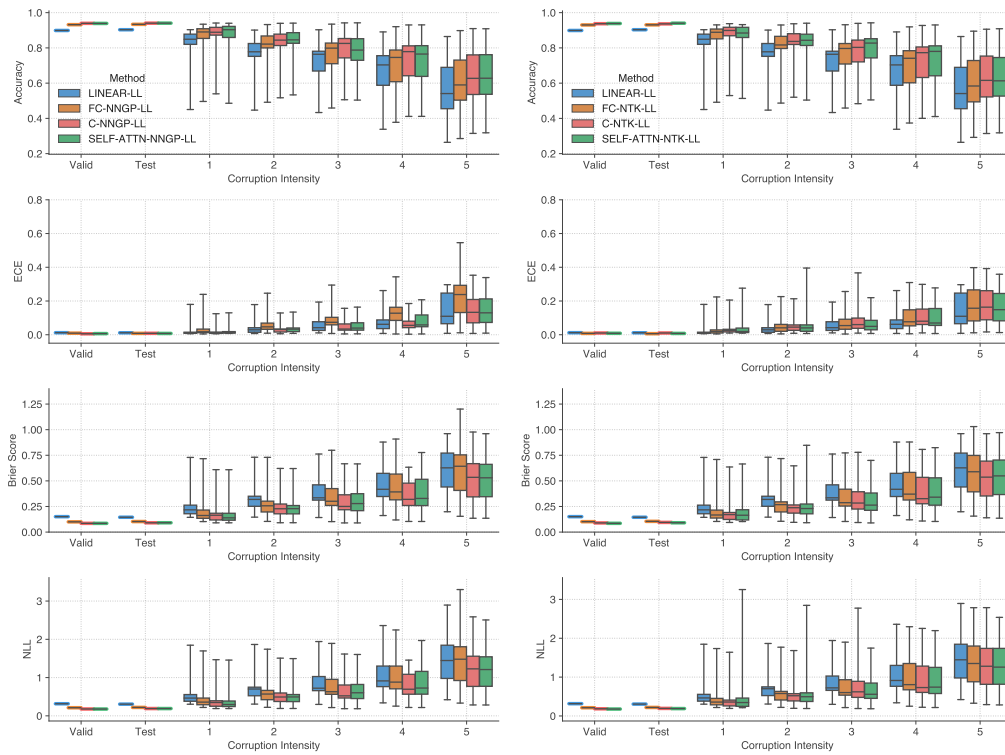 1.0
0.8
0.6
0.4
0.2
Accuracy
Method
LINEAR-LL
FC-NNGP-LL
C-NNGP-LL
SELF-ATTN-NNGP-LL
Valid Test 1 2 3 4 5
Corruption Intensity
1.0
0.8
0.6
0.4
0.2
Accuracy
Method
LINEAR-LL
FC-NTK-LL
C-NTK-LL
SELF-ATTN-NTK-LL
Valid Test 1 2 3 4 5
Corruption Intensity
0.8
0.6
0.4
0.2
0.0
ECE
Valid Test 1 2 3 4 5
Corruption Intensity
0.8
0.6
0.4
0.2
0.0
ECE
Valid Test 1 2 3 4 5
Corruption Intensity
1.25
1.00
0.75
0.50
0.25
0.00
Brier Score
Valid Test 1 2 3 4 5
Corruption Intensity
1.25
1.00
0.75
0.50
0.25
0.00
Brier Score
Valid Test 1 2 3 4 5
Corruption Intensity
3
2
1
0
NLL
Valid Test 1 2 3 4 5
Corruption Intensity
3
2
1
0
NLL
Valid Test 1 2 3 4 5
Corruption Intensity